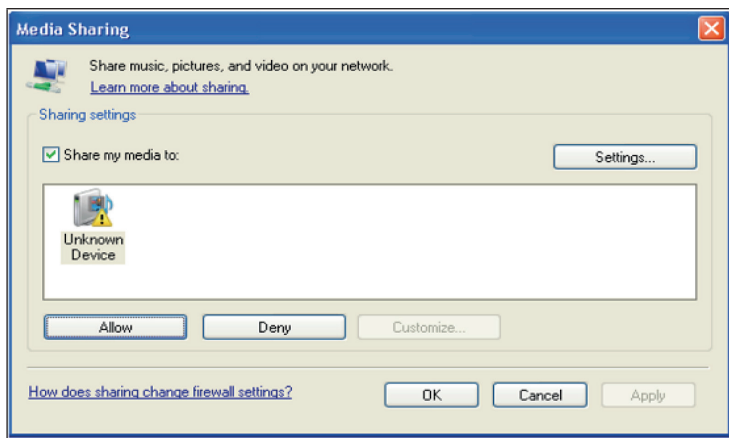 Media Sharing
Share music, pictures, and video on your network.
Learn more about sharing.
Sharing settings
Share my media to:
Settings...
Unknown
Device
Allow
Deny
Customize...
How does sharing change firewall settings?
OK
Cancel
Apply